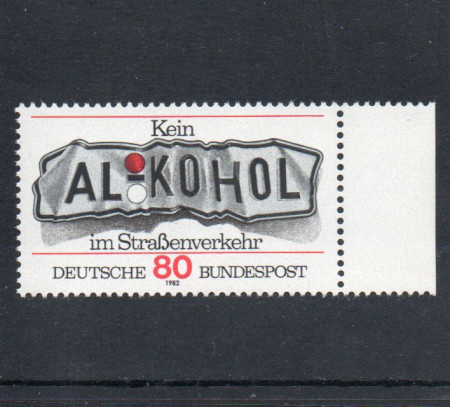 Kein
AL-KOHOL
im Straßenverkehr
DEUTSCHE 80 BUNDESPOST
1982